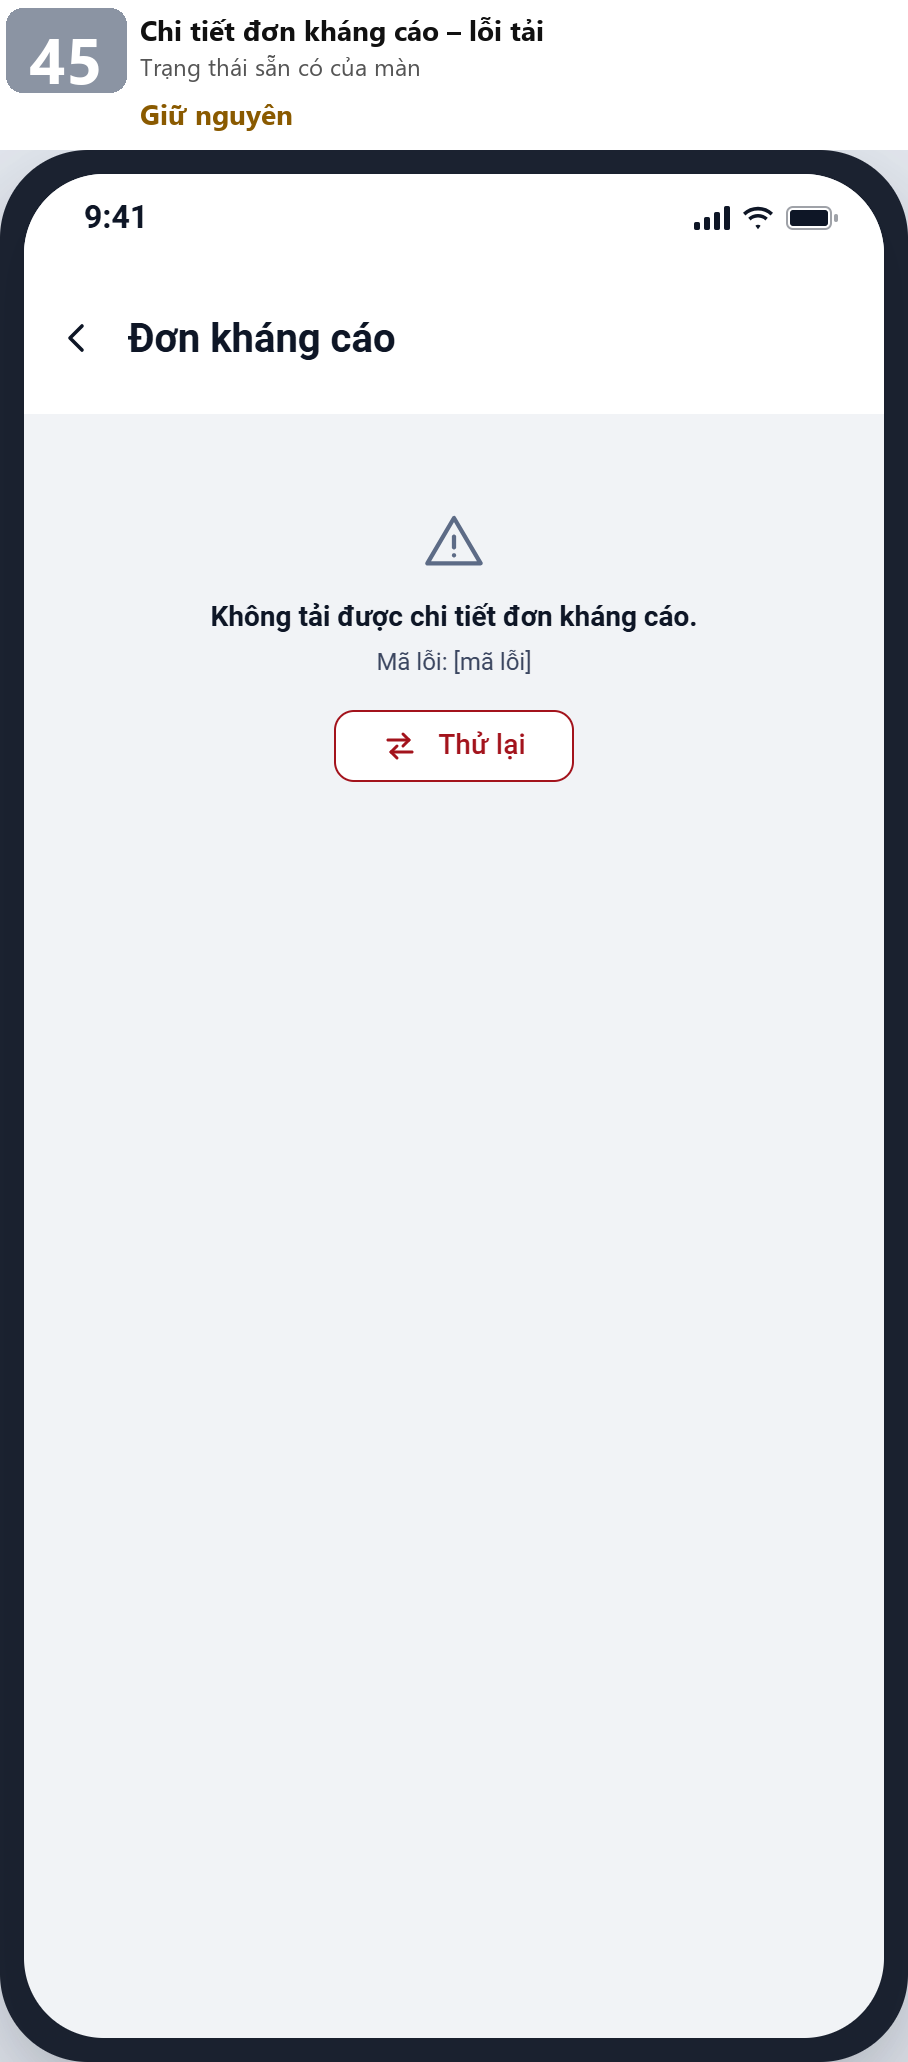 45
Chi tiết đơn kháng cáo – lỗi tải
Trạng thái sẵn có của màn
Giữ nguyên
9:41
Đơn kháng cáo
Không tải được chi tiết đơn kháng cáo.
Mã lỗi: [mã lỗi]
Thử lại